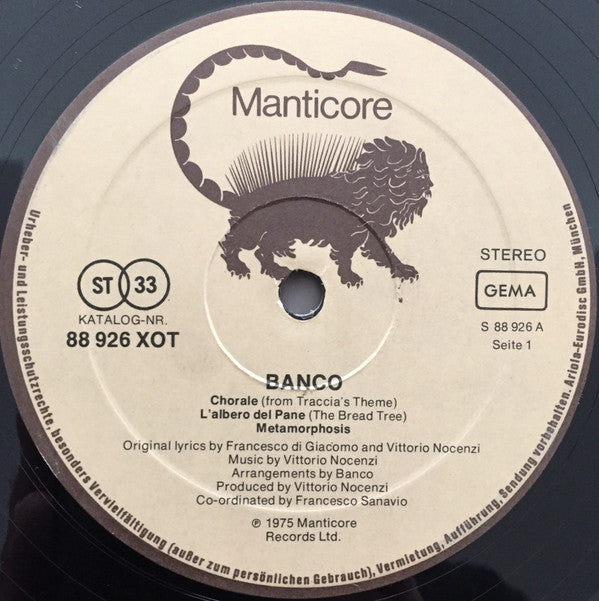 Manticore
ST 33
KATALOG-NR.
88 926 XOT
STEREO
GEMA
S 88 926 A
Seite 1
BANCO
Chorale (from Traccia's Theme)
L'albero del Pane (The Bread Tree)
Metamorphosis
Original lyrics by Francesco di Giacomo and Vittorio Nocenzi
Music by Vittorio Nocenzi
Arrangements by Banco
Produced by Vittorio Nocenzi
Co-ordinated by Francesco Sanavio
℗ 1975 Manticore
Records Ltd.
Urheber- und Leistungsschutzrechte, besonders Vervielfältigung (außer zum persönlichen Gebrauch), Vermietung, Aufführung, Sendung vorbehalten. Ariola-Eurodisc GmbH, München